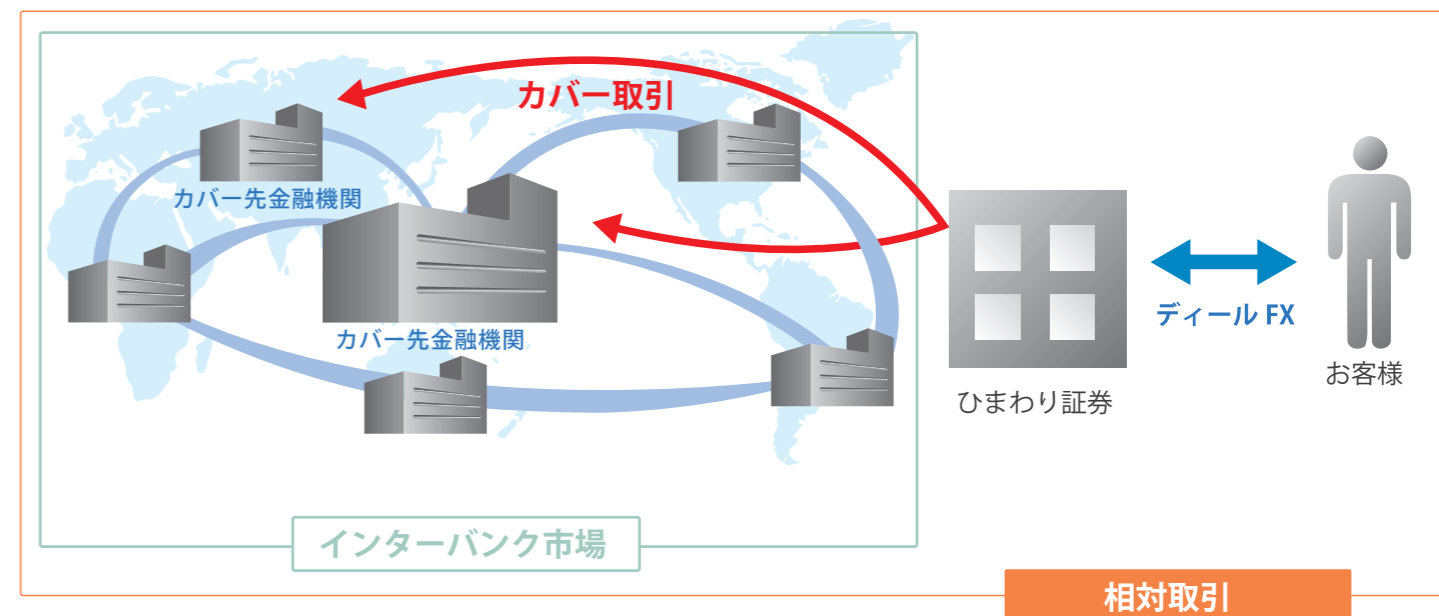 カバー取引
カバー先金融機関
カバー先金融機関
ディール FX
お客様
ひまわり証券
インターバンク市場
相対取引